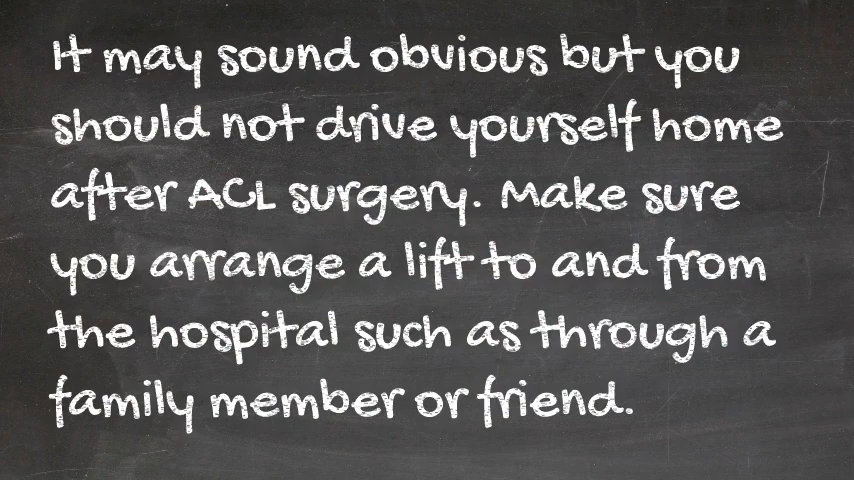 It may sound obvious but you
should not drive yourself home
after ACL surgery. Make sure
you arrange a lift to and from
the hospital such as through a
family member or friend.